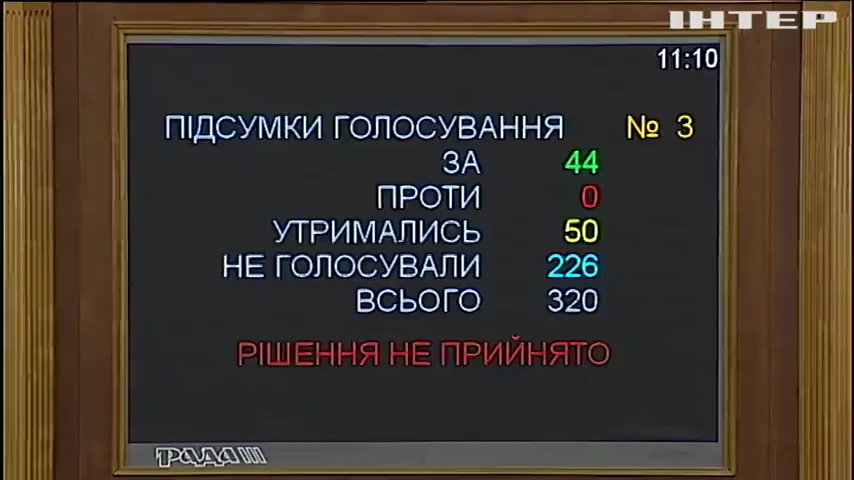 ІНТЕР
11:10
ПІДСУМКИ ГОЛОСУВАННЯ № 3
ЗА 44
ПРОТИ 0
УТРИМАЛИСЬ 50
НЕ ГОЛОСУВАЛИ 226
ВСЬОГО 320
РІШЕННЯ НЕ ПРИЙНЯТО
РАДА